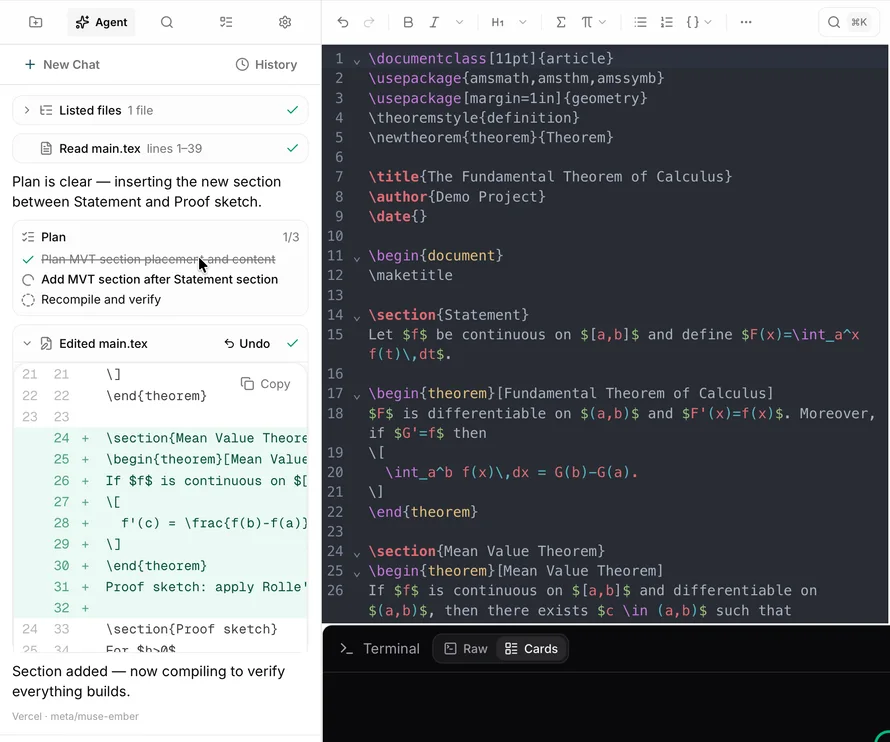 Agent
New Chat
History
Listed files 1 file
Read main.tex lines 1–39
Plan is clear — inserting the new section
between Statement and Proof sketch.
Plan 1/3
Plan MVT section placement and content
Add MVT section after Statement section
Recompile and verify
Edited main.tex Undo
Copy
21 21 \]
22 22 \end{theorem}
23 23
24 + \section{Mean Value Theore
25 + \begin{theorem}[Mean Value
26 + If $f$ is continuous on $[
27 + \[
28 + f'(c) = \frac{f(b)-f(a)}
29 + \]
30 + \end{theorem}
31 + Proof sketch: apply Rolle'
32 +
24 33 \section{Proof sketch}
25 34 For $h>0$
Section added — now compiling to verify
everything builds.
Vercel · meta/muse-ember
B I H1 Σ π {} ⌘K
1 \documentclass[11pt]{article}
2 \usepackage{amsmath,amsthm,amssymb}
3 \usepackage[margin=1in]{geometry}
4 \theoremstyle{definition}
5 \newtheorem{theorem}{Theorem}
6
7 \title{The Fundamental Theorem of Calculus}
8 \author{Demo Project}
9 \date{}
10
11 \begin{document}
12 \maketitle
13
14 \section{Statement}
15 Let $f$ be continuous on $[a,b]$ and define $F(x)=\int_a^x
f(t)\,dt$.
16
17 \begin{theorem}[Fundamental Theorem of Calculus]
18 $F$ is differentiable on $(a,b)$ and $F'(x)=f(x)$. Moreover,
if $G'=f$ then
19 \[
20 \int_a^b f(x)\,dx = G(b)-G(a).
21 \]
22 \end{theorem}
23
24 \section{Mean Value Theorem}
25 \begin{theorem}[Mean Value Theorem]
26 If $f$ is continuous on $[a,b]$ and differentiable on
$(a,b)$, then there exists $c \in (a,b)$ such that
Terminal Raw Cards